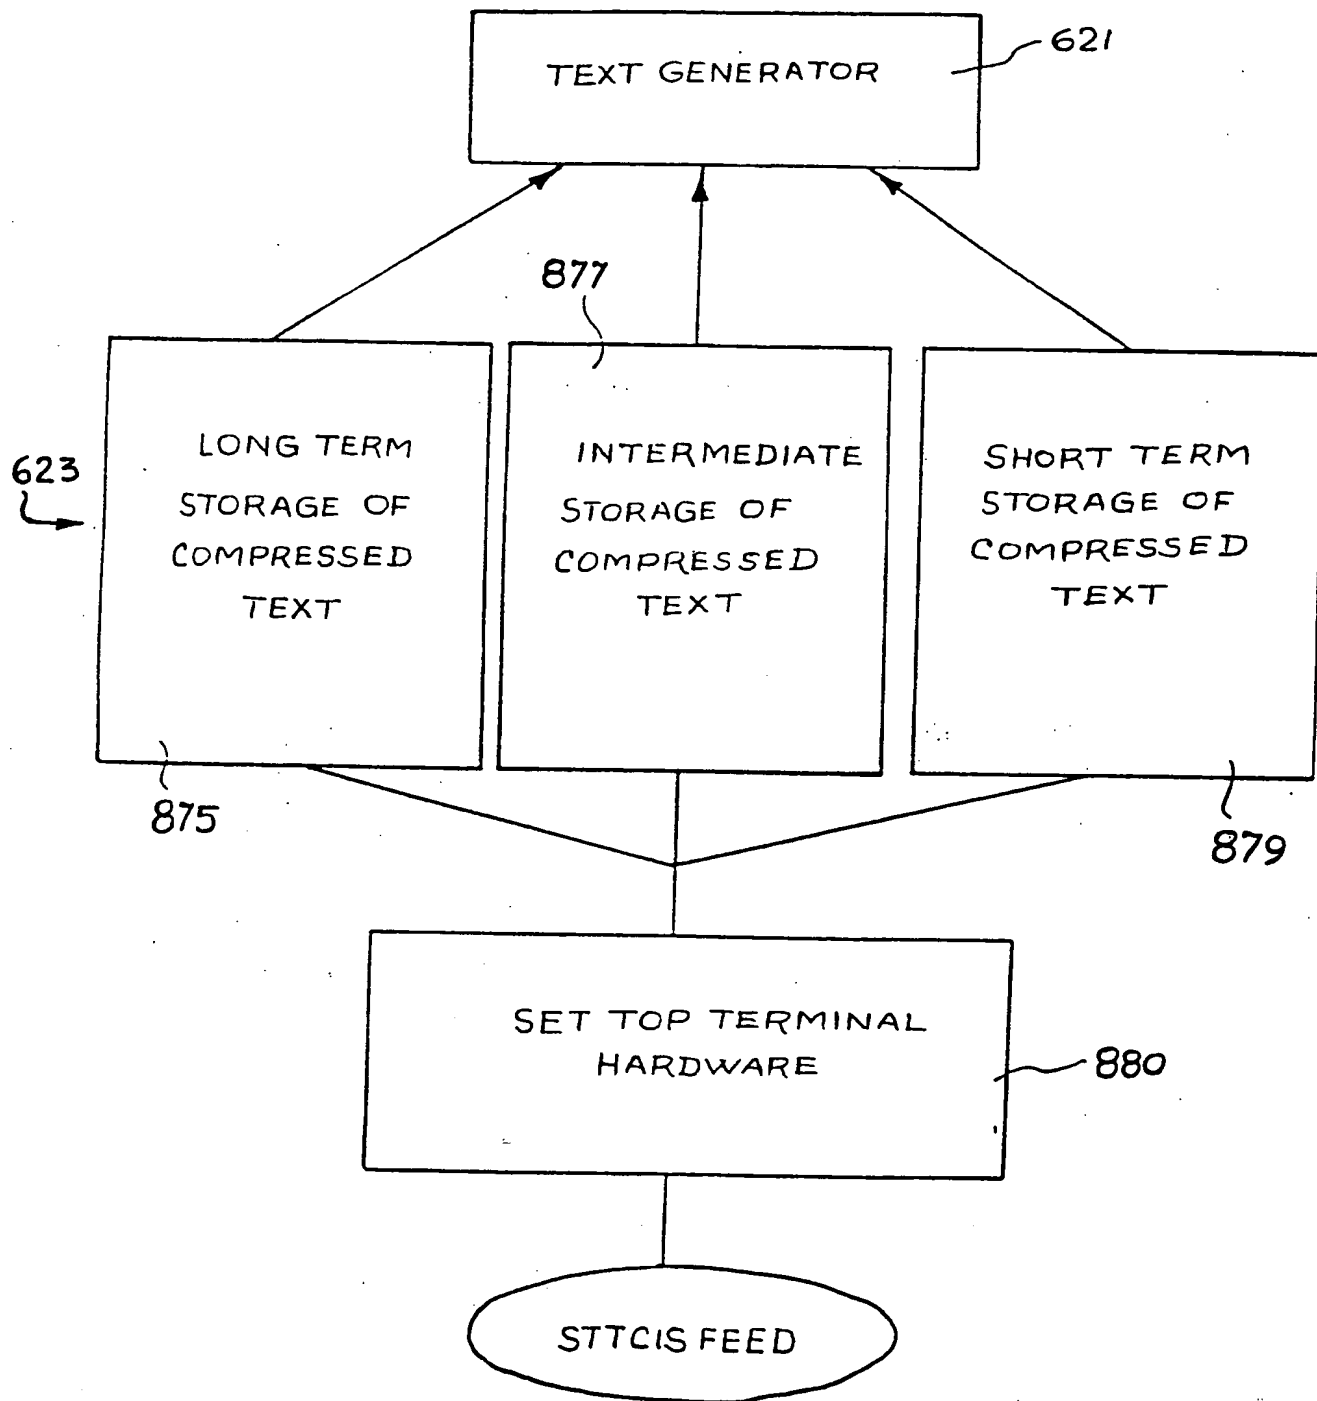 TEXT GENERATOR
621
877
623
LONG TERM
STORAGE OF
COMPRESSED
TEXT
INTERMEDIATE
STORAGE OF
COMPRESSED
TEXT
SHORT TERM
STORAGE OF
COMPRESSED
TEXT
875
879
SET TOP TERMINAL
HARDWARE
880
STTCIS FEED